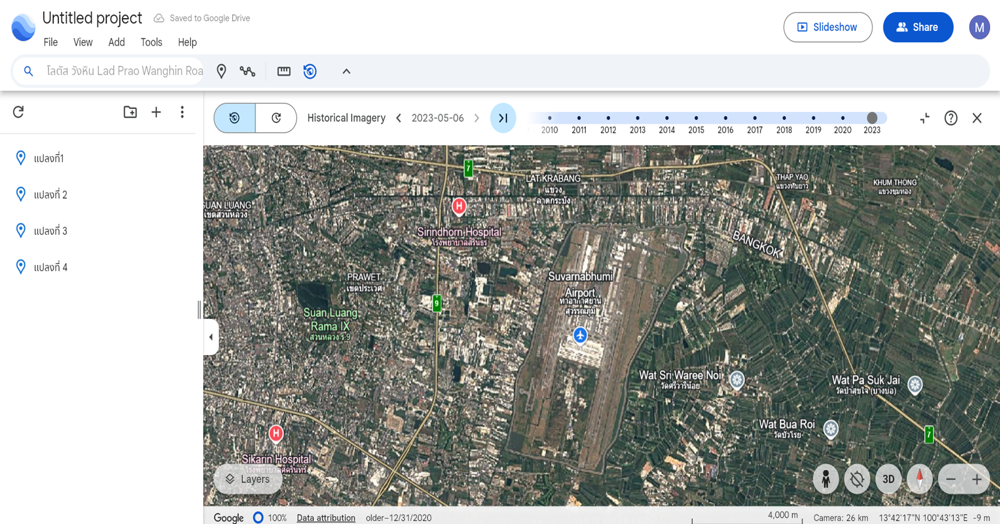 Untitled project
Saved to Google Drive
Slideshow
Share
M
File View Add Tools Help
โลตัส วังหิน Lad Prao Wanghin Roa
Historical Imagery
2023-05-06
2010 2011 2012 2013 2014 2015 2016 2017 2018 2019 2020 2023
แปลงที่1
แปลงที่ 2
แปลงที่ 3
แปลงที่ 4
7
LAT KRABANG
แขวง
ลาดกระบัง
THAP YAO
แขวงทับยาว
KHUM THONG
แขวงขุมทอง
SUAN LUANG
เขตสวนหลวง
H
Sirindhorn Hospital
โรงพยาบาลสิรินธร
BANGKOK
PRAWET
เขตประเวศ
Suvarnabhumi
Airport
ท่าอากาศยาน
สุวรรณภูมิ
9
Suan Luang
Rama IX
สวนหลวง ร.9
Wat Sri Waree Noi
วัดศรีวารีน้อย
Wat Pa Suk Jai
วัดป่าสุขใจ (บางบ่อ)
Wat Bua Roi
วัดบัวโรย
7
H
Sikarin Hospital
โรงพยาบาลศิครินทร์
Layers
3D
Google
100%
Data attribution
older–12/31/2020
4,000 m
Camera: 26 km
13°42'17"N 100°43'13"E
-9 m